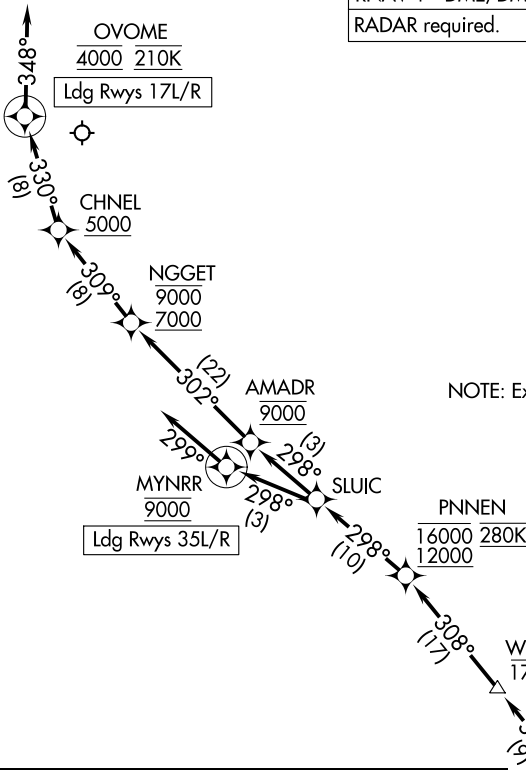 RADAR required.
OVOME
4000 210K
Ldg Rwys 17L/R
348°
330°
(8)
CHNEL
5000
309°
(8)
NGGET
9000
7000
(22)
302°
AMADR
9000
NOTE: Ex
(3)
298°
299°
MYNRR
9000
298°
(3)
Ldg Rwys 35L/R
SLUIC
PNNEN
16000 280K
12000
298°
(10)
308°
(17)
W
17
(9)